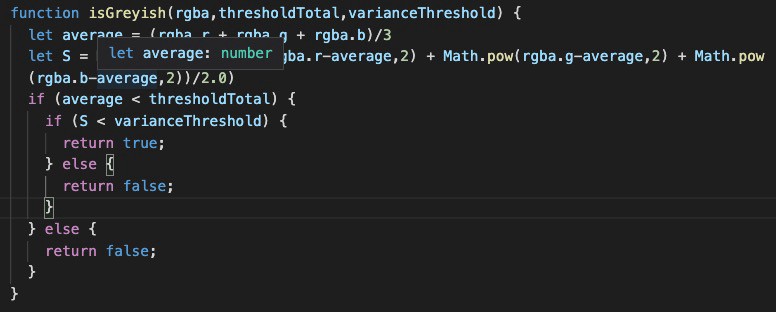 function isGreyish(rgba,thresholdTotal,varianceThreshold) {
let average = (rgba.r + rgba.g + rgba.b)/3
let average: number
let S = gba.r-average,2) + Math.pow(rgba.g-average,2) + Math.pow
(rgba.b-average,2))/2.0)
if (average < thresholdTotal) {
if (S < varianceThreshold) {
return true;
} else {
return false;
}
} else {
return false;
}
}